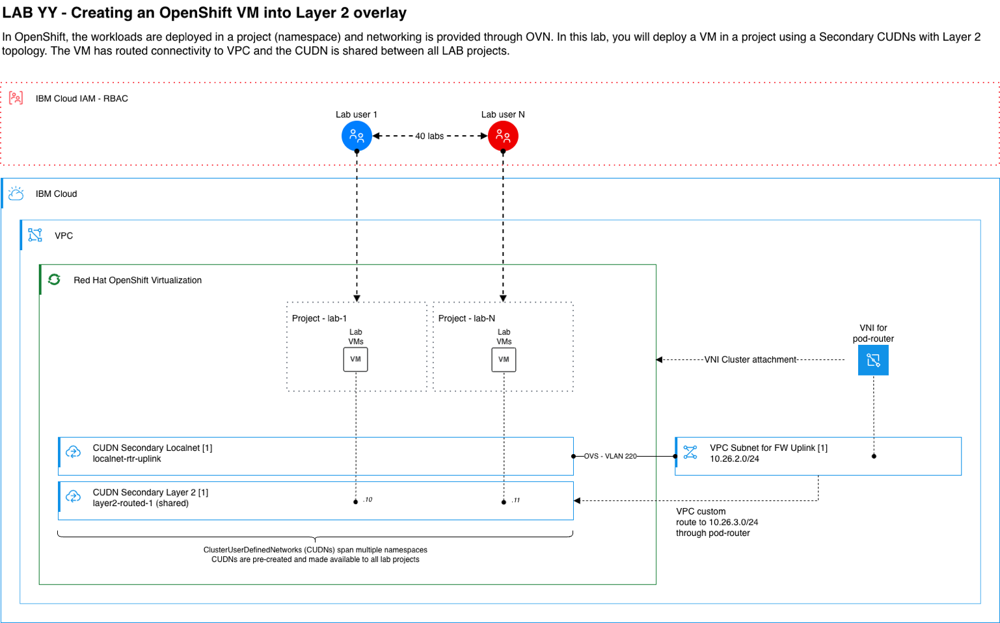 LAB YY - Creating an OpenShift VM into Layer 2 overlay
In OpenShift, the workloads are deployed in a project (namespace) and networking is provided through OVN. In this lab, you will deploy a VM in a project using a Secondary CUDNs with Layer 2
topology. The VM has routed connectivity to VPC and the CUDN is shared between all LAB projects.
IBM Cloud IAM - RBAC
Lab user 1
Lab user N
40 labs
IBM Cloud
VPC
Red Hat OpenShift Virtualization
Project - lab-1
Lab
VMs
VM
Project - lab-N
Lab
VMs
VM
VNI for
pod-router
VNI Cluster attachment
CUDN Secondary Localnet [1]
localnet-rtr-uplink
OVS - VLAN 220
VPC Subnet for FW Uplink [1]
10.26.2.0/24
CUDN Secondary Layer 2 [1]
layer2-routed-1 (shared)
.10
.11
VPC custom
route to 10.26.3.0/24
through pod-router
ClusterUserDefinedNetworks (CUDNs) span multiple namespaces
CUDNs are pre-created and made available to all lab projects